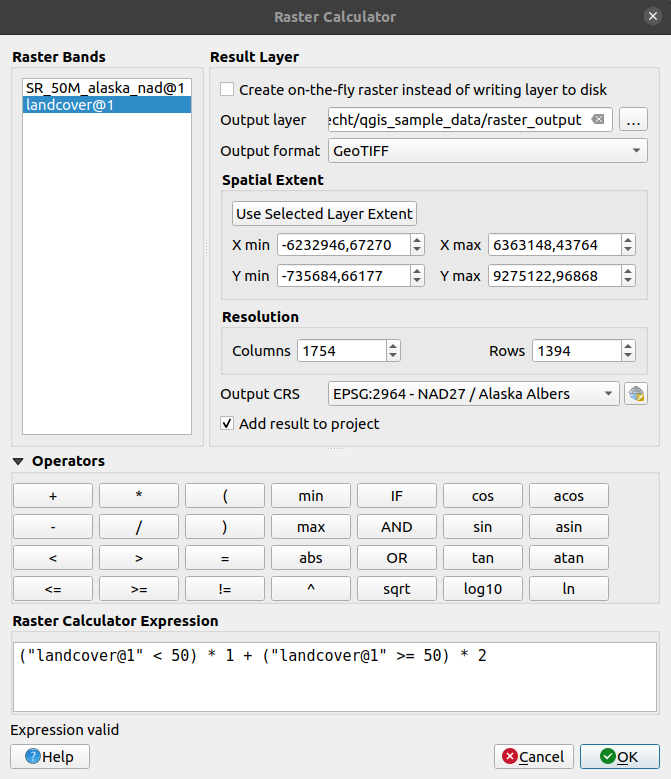 Raster Calculator
Raster Bands
SR_50M_alaska_nad@1
landcover@1
Result Layer
Create on-the-fly raster instead of writing layer to disk
Output layer echt/qgis_sample_data/raster_output ...
Output format GeoTIFF
Spatial Extent
Use Selected Layer Extent
X min -6232946,67270 X max 6363148,43764
Y min -735684,66177 Y max 9275122,96868
Resolution
Columns 1754 Rows 1394
Output CRS EPSG:2964 - NAD27 / Alaska Albers
Add result to project
Operators
+ * ( min IF cos acos
- / ) max AND sin asin
< > = abs OR tan atan
<= >= != ^ sqrt log10 ln
Raster Calculator Expression
("landcover@1" < 50) * 1 + ("landcover@1" >= 50) * 2
Expression valid
Help Cancel OK